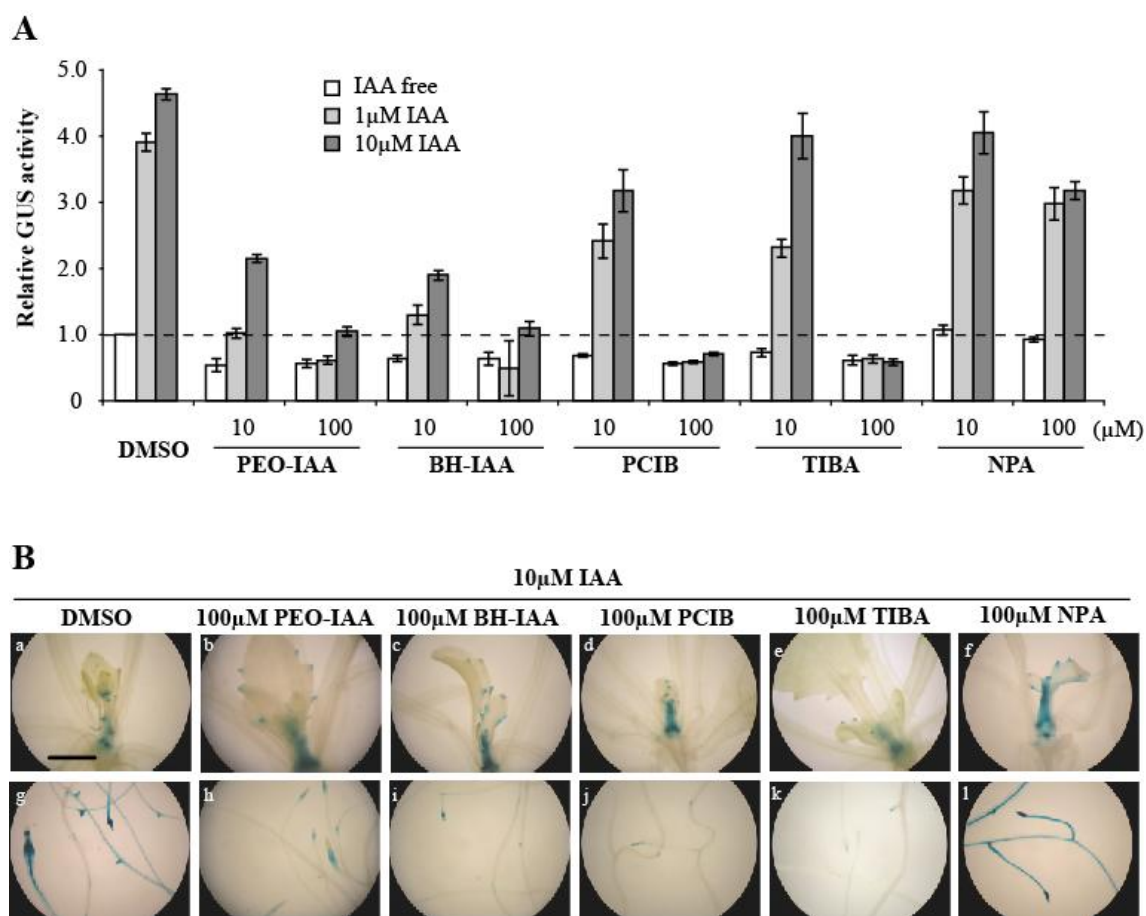 A
5.0
4.0
3.0
2.0
1.0
0
Relative GUS activity
IAA free
1μM IAA
10μM IAA
DMSO
10 100 10 100 10 100 10 100 10 100 (μM)
PEO-IAA BH-IAA PCIB TIBA NPA
B
10μM IAA
DMSO 100μM PEO-IAA 100μM BH-IAA 100μM PCIB 100μM TIBA 100μM NPA
a b c d e f
g h i j k l